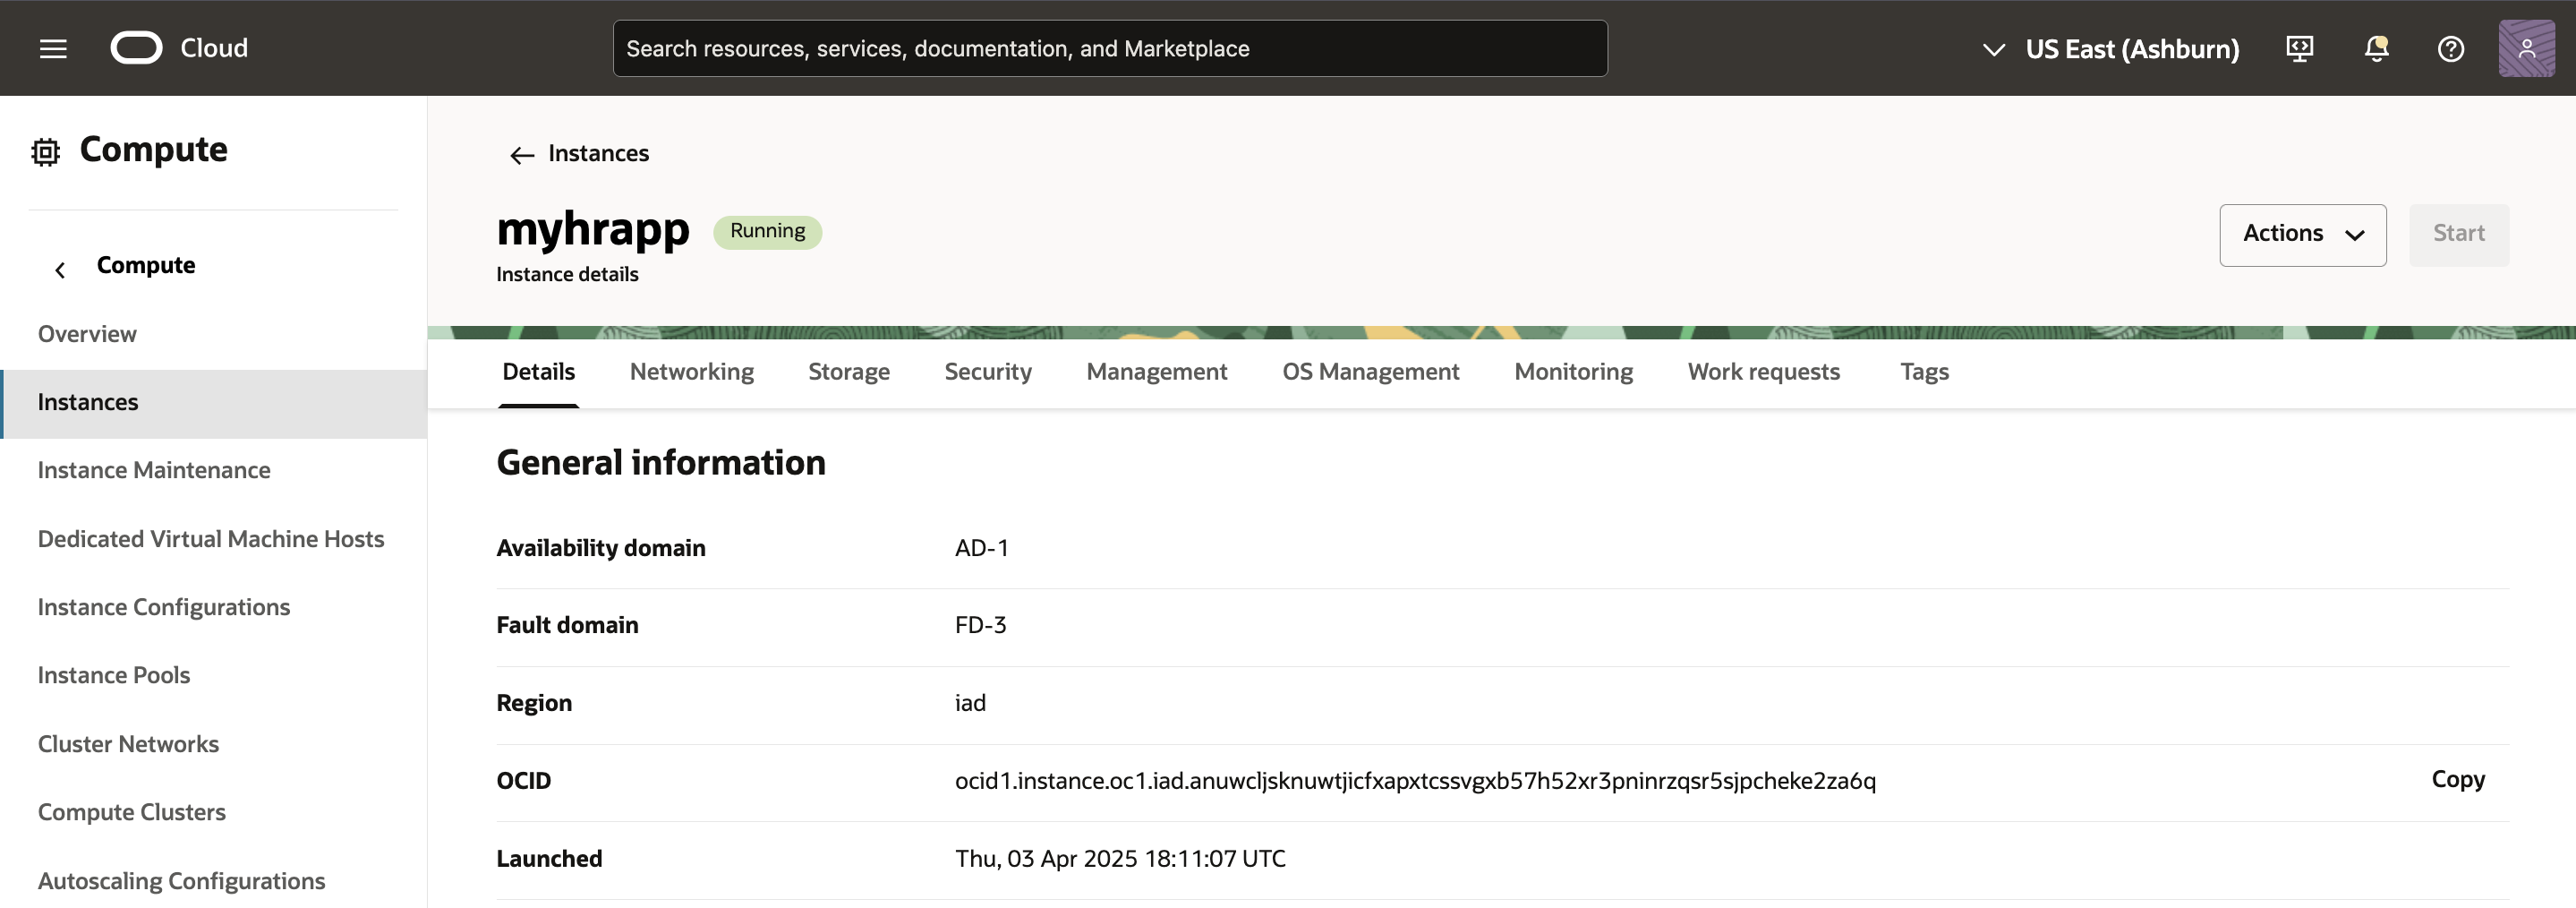 Cloud
Search resources, services, documentation, and Marketplace
US East (Ashburn)
Compute
Compute
Overview
Instances
Instance Maintenance
Dedicated Virtual Machine Hosts
Instance Configurations
Instance Pools
Cluster Networks
Compute Clusters
Autoscaling Configurations
Instances
myhrapp Running
Instance details
Actions Start
Details Networking Storage Security Management OS Management Monitoring Work requests Tags
General information
Availability domain AD-1
Fault domain FD-3
Region iad
OCID ocid1.instance.oc1.iad.anuwcljsknuwtjicfxapxtcssvgxb57h52xr3pninrzqsr5sjpcheke2za6q Copy
Launched Thu, 03 Apr 2025 18:11:07 UTC